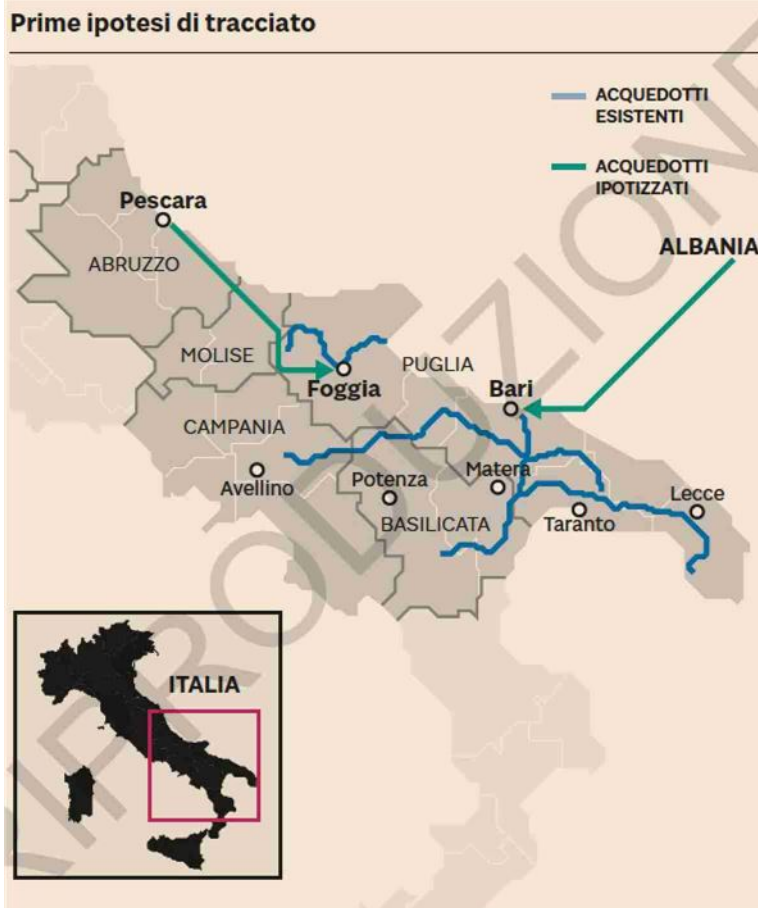 Prime ipotesi di tracciato
ACQUEDOTTI
ESISTENTI
ACQUEDOTTI
IPOTIZZATI
Pescara
ALBANIA
ABRUZZO
MOLISE
PUGLIA
Foggia
Bari
CAMPANIA
Avellino
Potenza
Matera
Lecce
BASILICATA
Taranto
ITALIA
RIPRODUZIONE